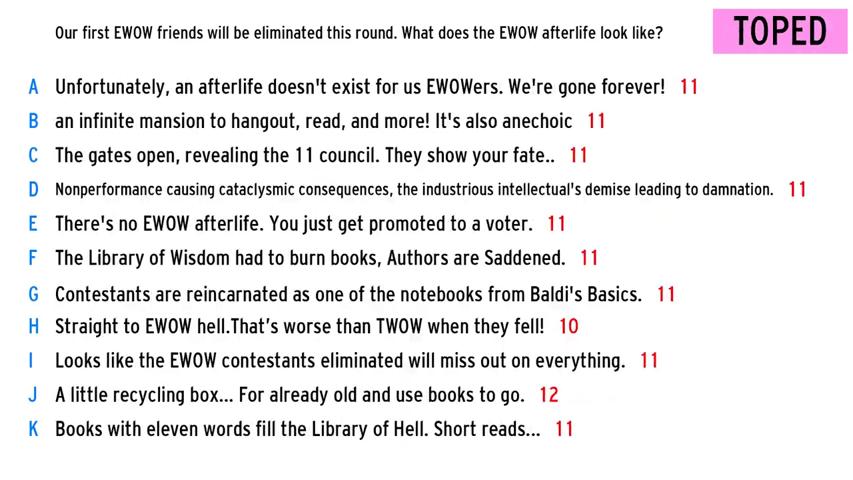 Our first EWOW friends will be eliminated this round. What does the EWOW afterlife look like? TOPED
A Unfortunately, an afterlife doesn't exist for us EWOWers. We're gone forever! 11
B an infinite mansion to hangout, read, and more! It's also anechoic 11
C The gates open, revealing the 11 council. They show your fate.. 11
D Nonperformance causing cataclysmic consequences, the industrious intellectual's demise leading to damnation. 11
E There's no EWOW afterlife. You just get promoted to a voter. 11
F The Library of Wisdom had to burn books, Authors are Saddened. 11
G Contestants are reincarnated as one of the notebooks from Baldi's Basics. 11
H Straight to EWOW hell.That's worse than TWOW when they fell! 10
I Looks like the EWOW contestants eliminated will miss out on everything. 11
J A little recycling box... For already old and use books to go. 12
K Books with eleven words fill the Library of Hell. Short reads... 11